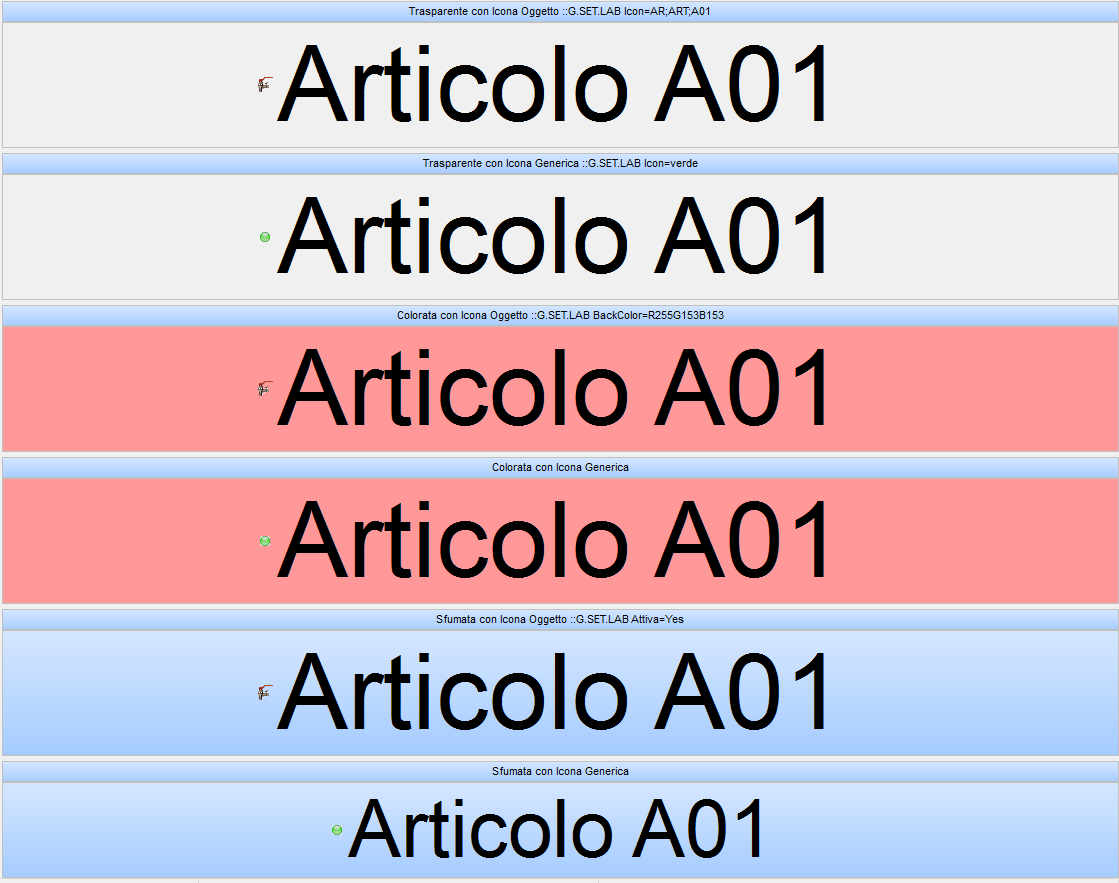 Trasparente con Icona Oggetto ::G.SET.LAB Icon=AR;ART;A01
Articolo A01
Trasparente con Icona Generica ::G.SET.LAB Icon=verde
Articolo A01
Colorata con Icona Oggetto ::G.SET.LAB BackColor=R255G153B153
Articolo A01
Colorata con Icona Generica
Articolo A01
Sfumata con Icona Oggetto ::G.SET.LAB Attiva=Yes
Articolo A01
Sfumata con Icona Generica
Articolo A01